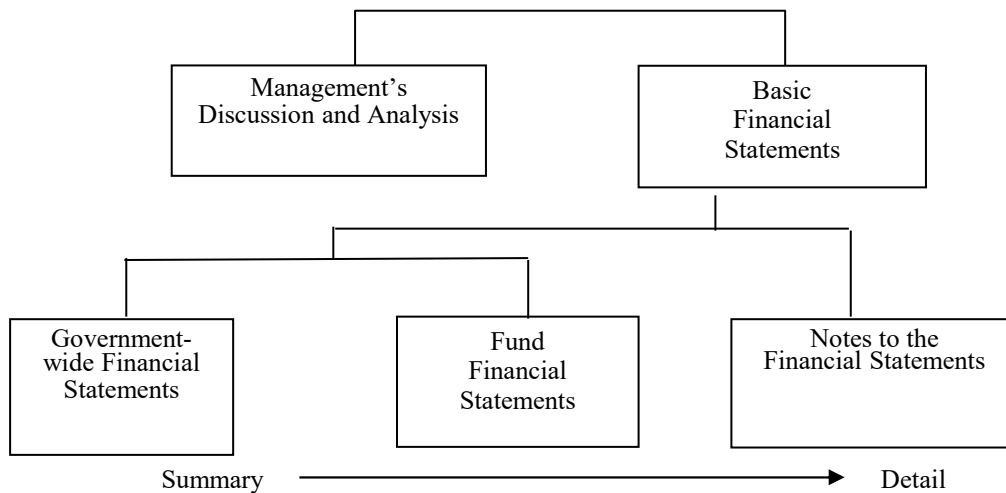 Management’s
Discussion and Analysis
Basic
Financial
Statements
Government-
wide Financial
Statements
Fund
Financial
Statements
Notes to the
Financial Statements
Summary
Detail